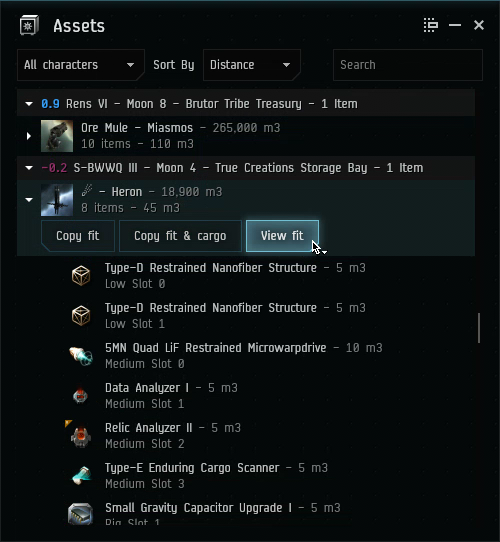 Assets
All characters
Sort By
Distance
Search
0.9 Rens VI - Moon 8 - Brutor Tribe Treasury - 1 Item
Ore Mule - Miasmos - 265,000 m3
10 items - 110 m3
-0.2 S-BWWQ III - Moon 4 - True Creations Storage Bay - 1 Item
☄ - Heron - 18,900 m3
8 items - 45 m3
Copy fit
Copy fit & cargo
View fit
Type-D Restrained Nanofiber Structure - 5 m3
Low Slot 0
Type-D Restrained Nanofiber Structure - 5 m3
Low Slot 1
5MN Quad LiF Restrained Microwarpdrive - 10 m3
Medium Slot 0
Data Analyzer I - 5 m3
Medium Slot 1
Relic Analyzer II - 5 m3
Medium Slot 2
Type-E Enduring Cargo Scanner - 5 m3
Medium Slot 3
Small Gravity Capacitor Upgrade I - 5 m3
Rig Slot 1